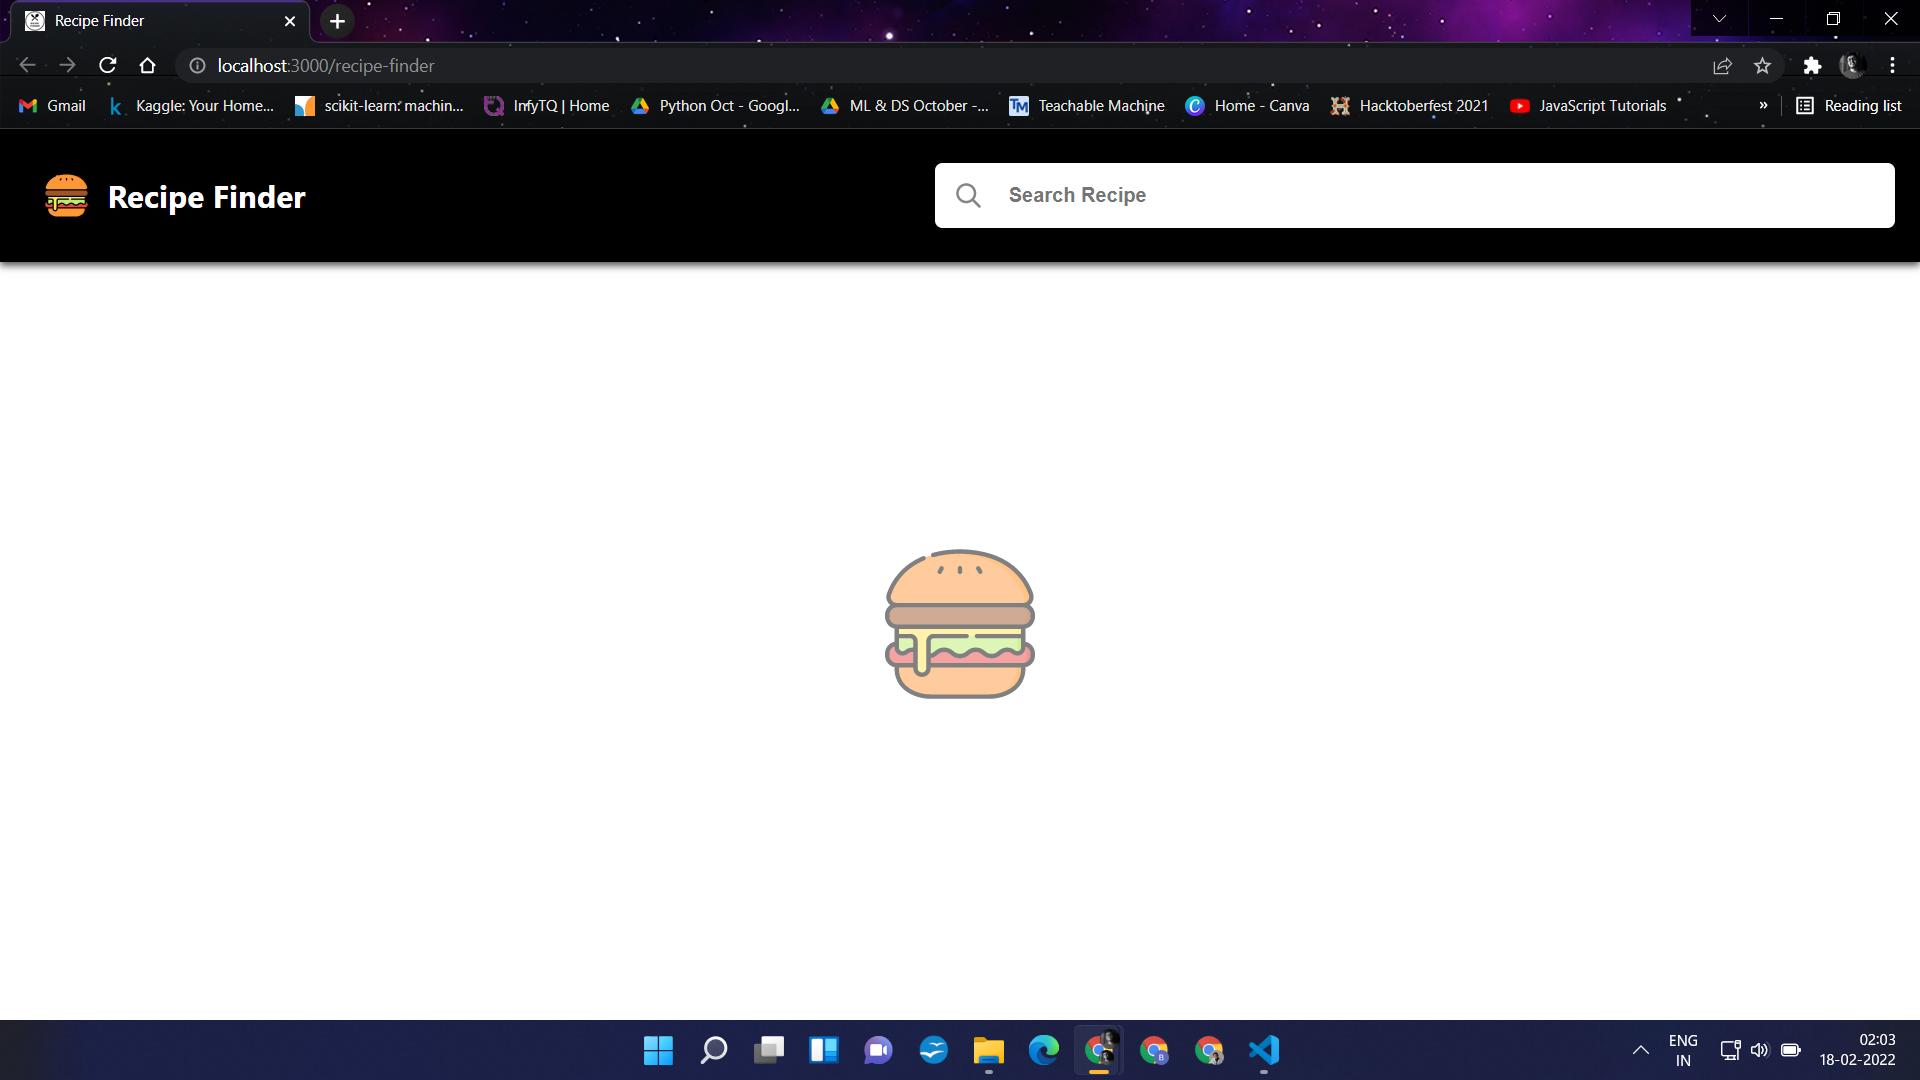 Recipe Finder
localhost:3000/recipe-finder
Gmail
Kaggle: Your Home...
scikit-learn: machin...
InfyTQ | Home
Python Oct - Googl...
ML & DS October -...
Teachable Machine
Home - Canva
Hacktoberfest 2021
JavaScript Tutorials
»
Reading list
Recipe Finder
Search Recipe
ENG
IN
02:03
18-02-2022